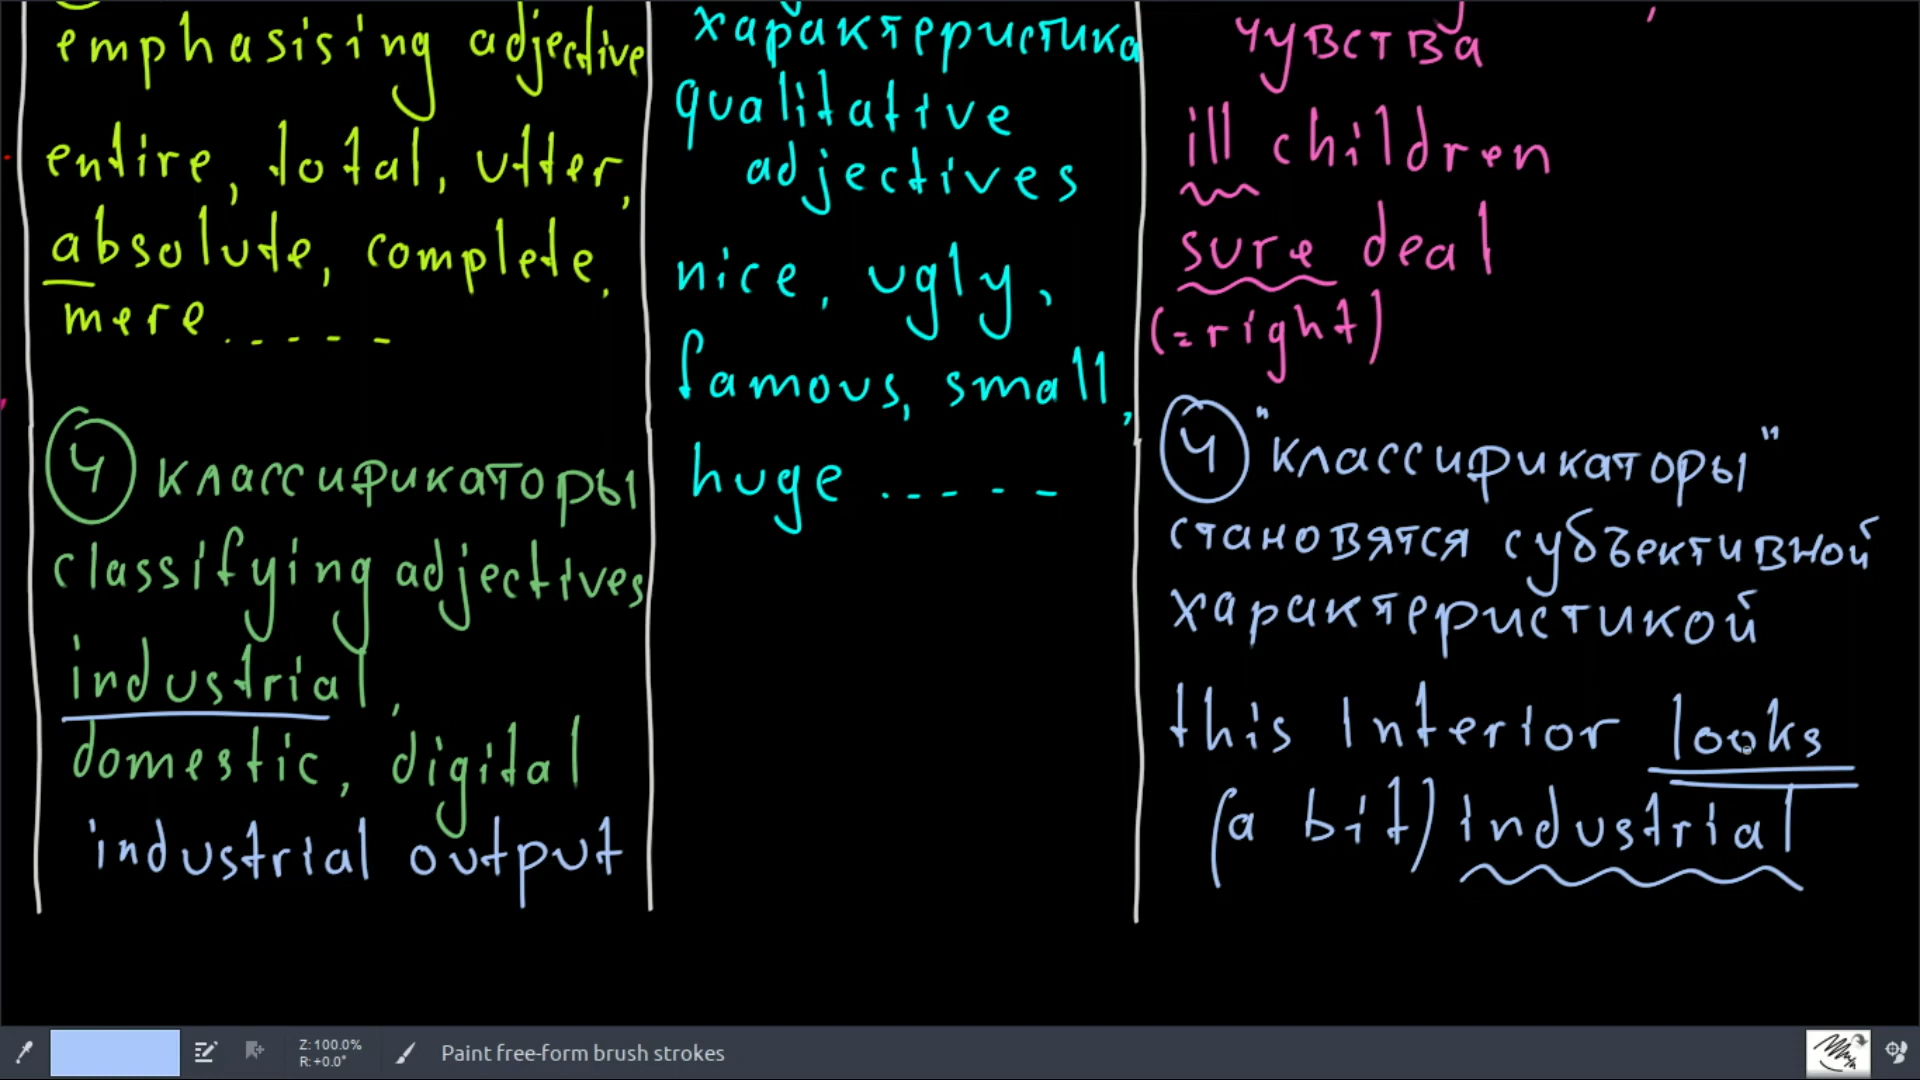 emphasising adjective
entire, total, utter,
absolute, complete,
mere.----
4 классификаторы
classifying adjectives
industrial,
domestic, digital
industrial output
характеристика
qualitative
adjectives
nice, ugly,
famous, small,
huge .----
чувства
ill children
sure deal
(=right)
4 "классификаторы"
становятся субъективной
характеристикой
this interior looks
(a bit) industrial
Z:100.0%
R:+0.0°
Paint free-form brush strokes